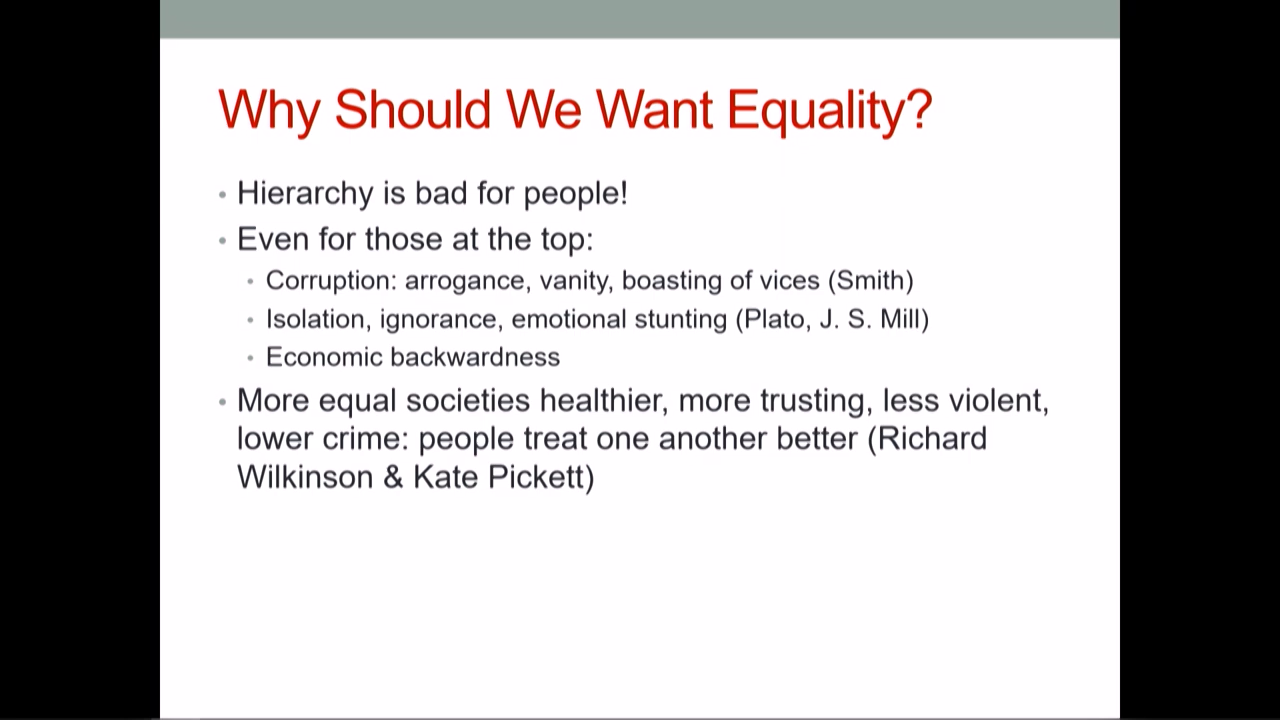 Why Should We Want Equality?
• Hierarchy is bad for people!
• Even for those at the top:
• Corruption: arrogance, vanity, boasting of vices (Smith)
• Isolation, ignorance, emotional stunting (Plato, J. S. Mill)
• Economic backwardness
• More equal societies healthier, more trusting, less violent,
lower crime: people treat one another better (Richard
Wilkinson & Kate Pickett)